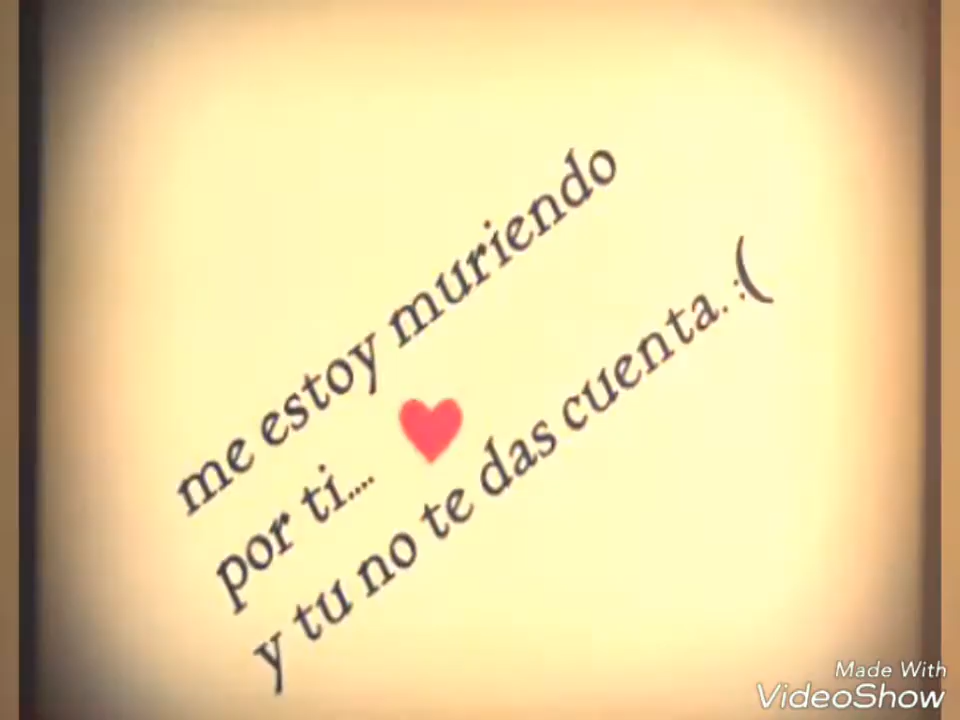 me estoy muriendo
por ti....
y tu no te das cuenta. :(
Made With
VideoShow